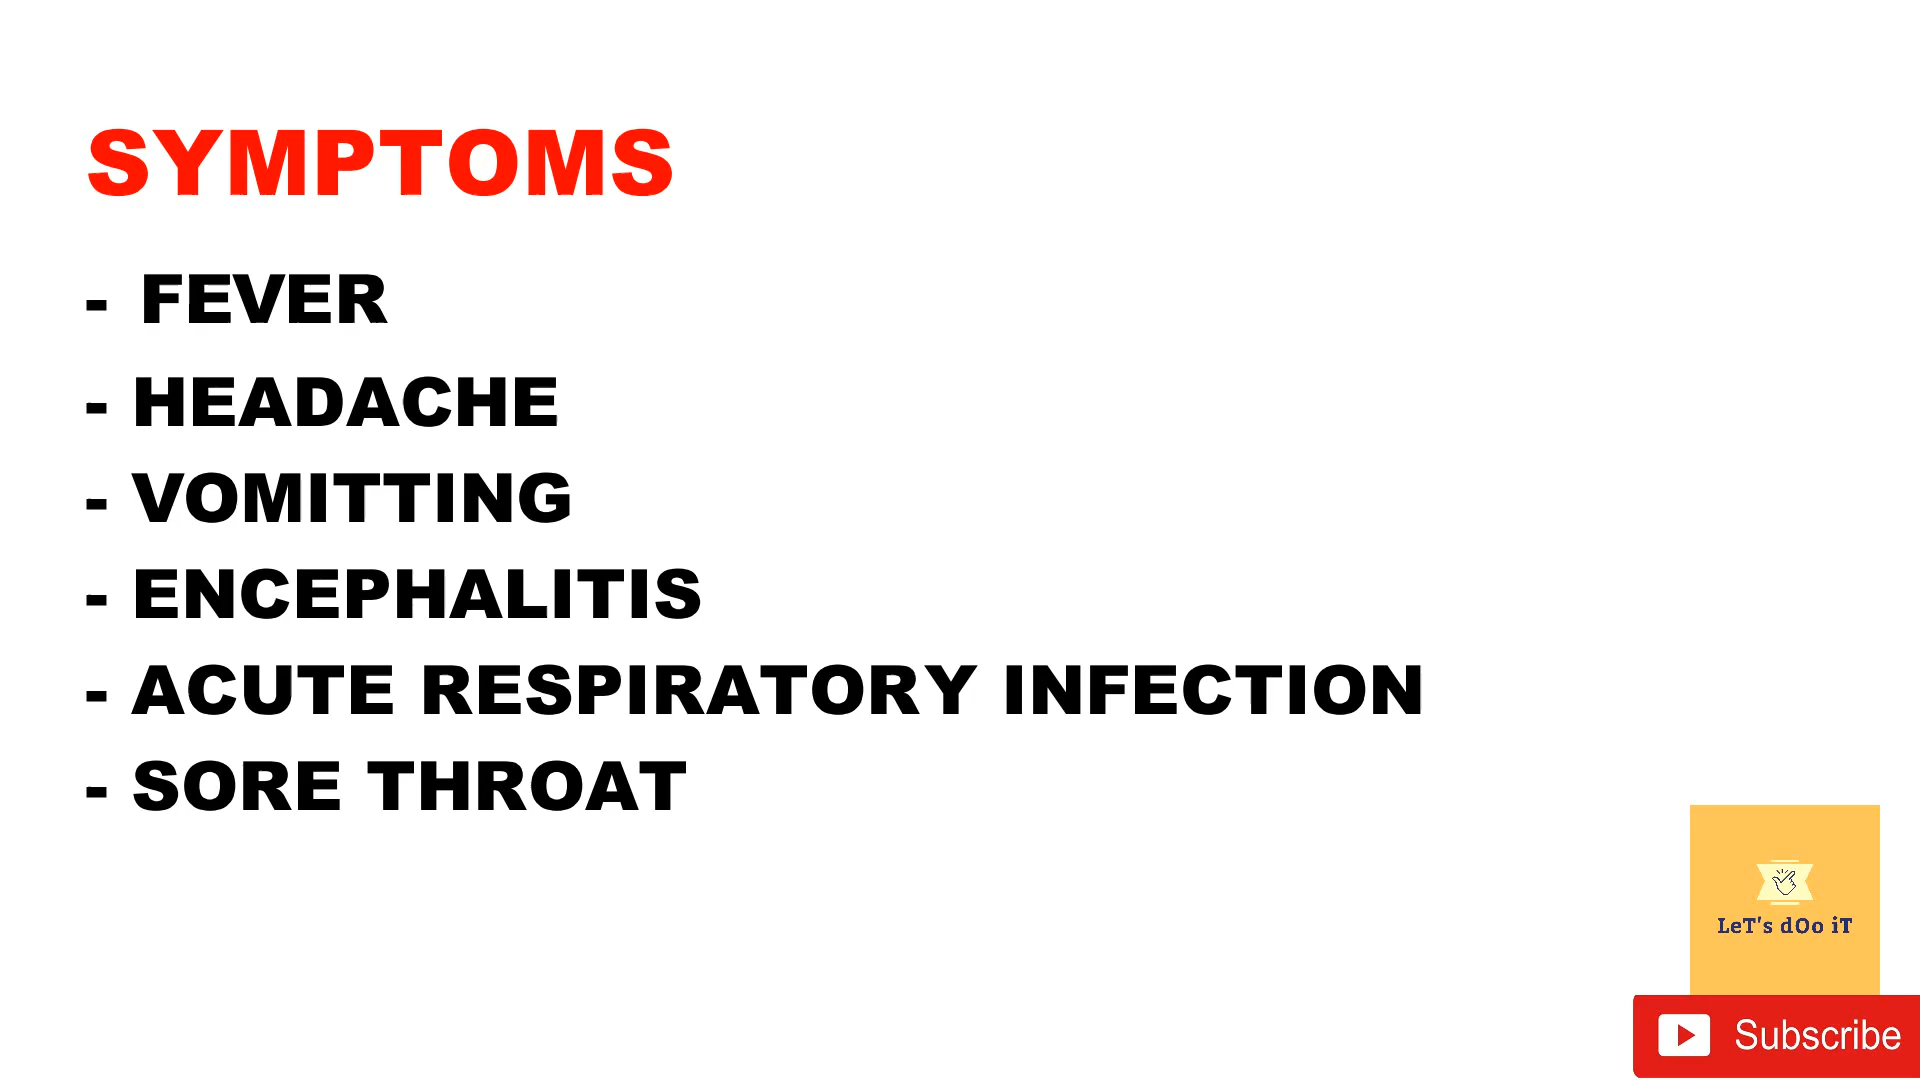 SYMPTOMS
- FEVER
- HEADACHE
- VOMITTING
- ENCEPHALITIS
- ACUTE RESPIRATORY INFECTION
- SORE THROAT
LeT's dOo iT
Subscribe